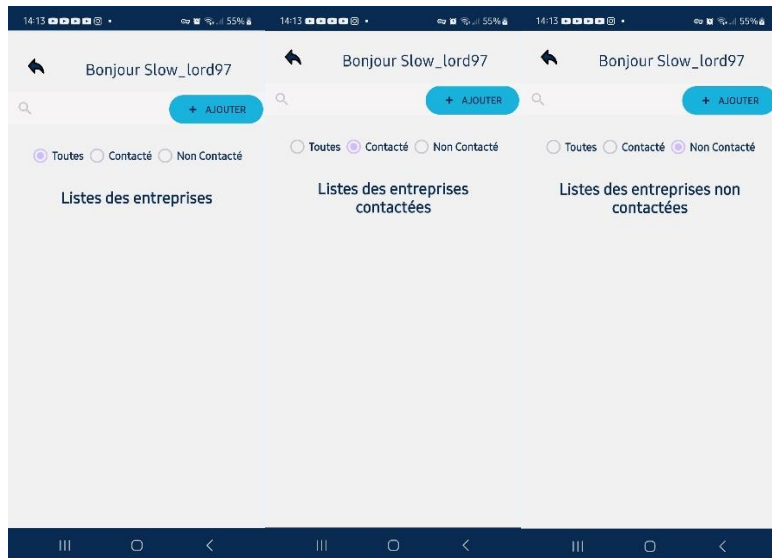 14:13
55%
Bonjour Slow_lord97
+ AJOUTER
Toutes Contacté Non Contacté
Listes des entreprises
14:13
55%
Bonjour Slow_lord97
+ AJOUTER
Toutes Contacté Non Contacté
Listes des entreprises
contactées
14:13
55%
Bonjour Slow_lord97
+ AJOUTER
Toutes Contacté Non Contacté
Listes des entreprises non
contactées